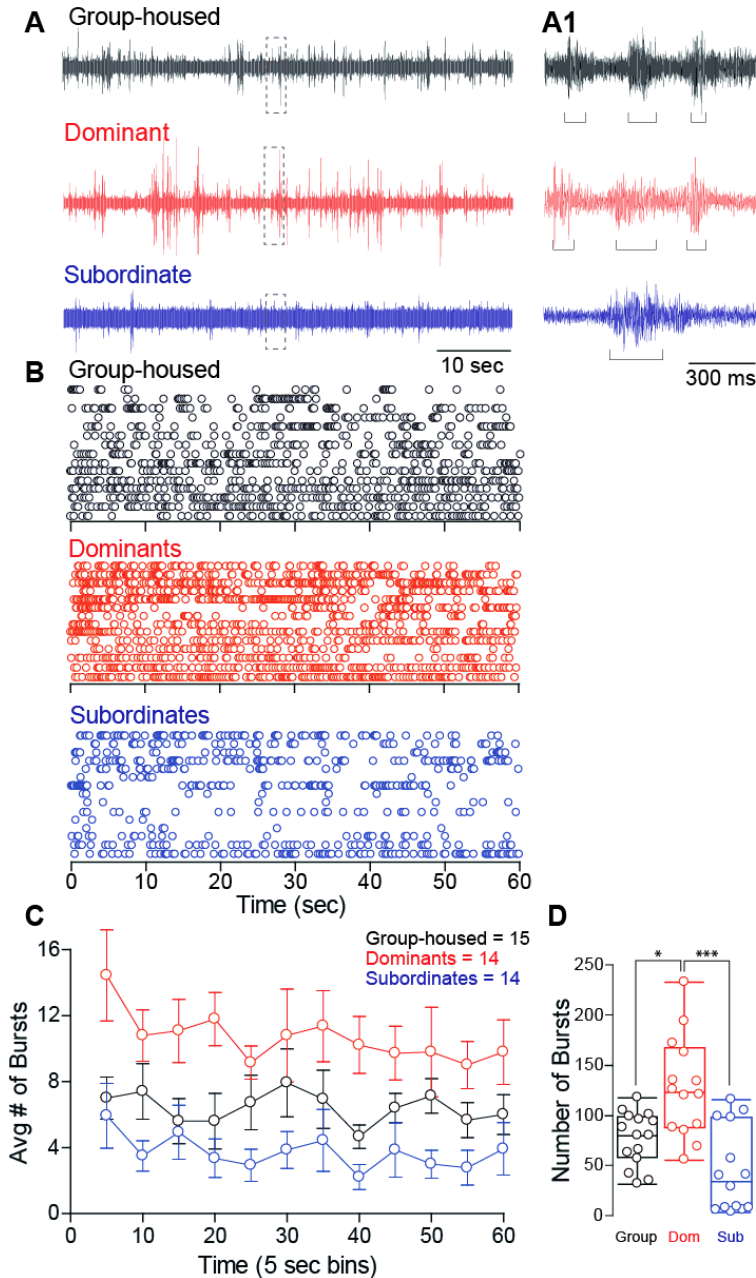 A
Group-housed
A1
Dominant
Subordinate
10 sec
300 ms
B
Group-housed
Dominants
Subordinates
0 10 20 30 40 50 60
Time (sec)
C
Group-housed = 15
Dominants = 14
Subordinates = 14
16
12
8
4
0
Avg # of Bursts
0 10 20 30 40 50 60
Time (5 sec bins)
D
* ***
250
200
150
100
50
0
Number of Bursts
Group Dom Sub